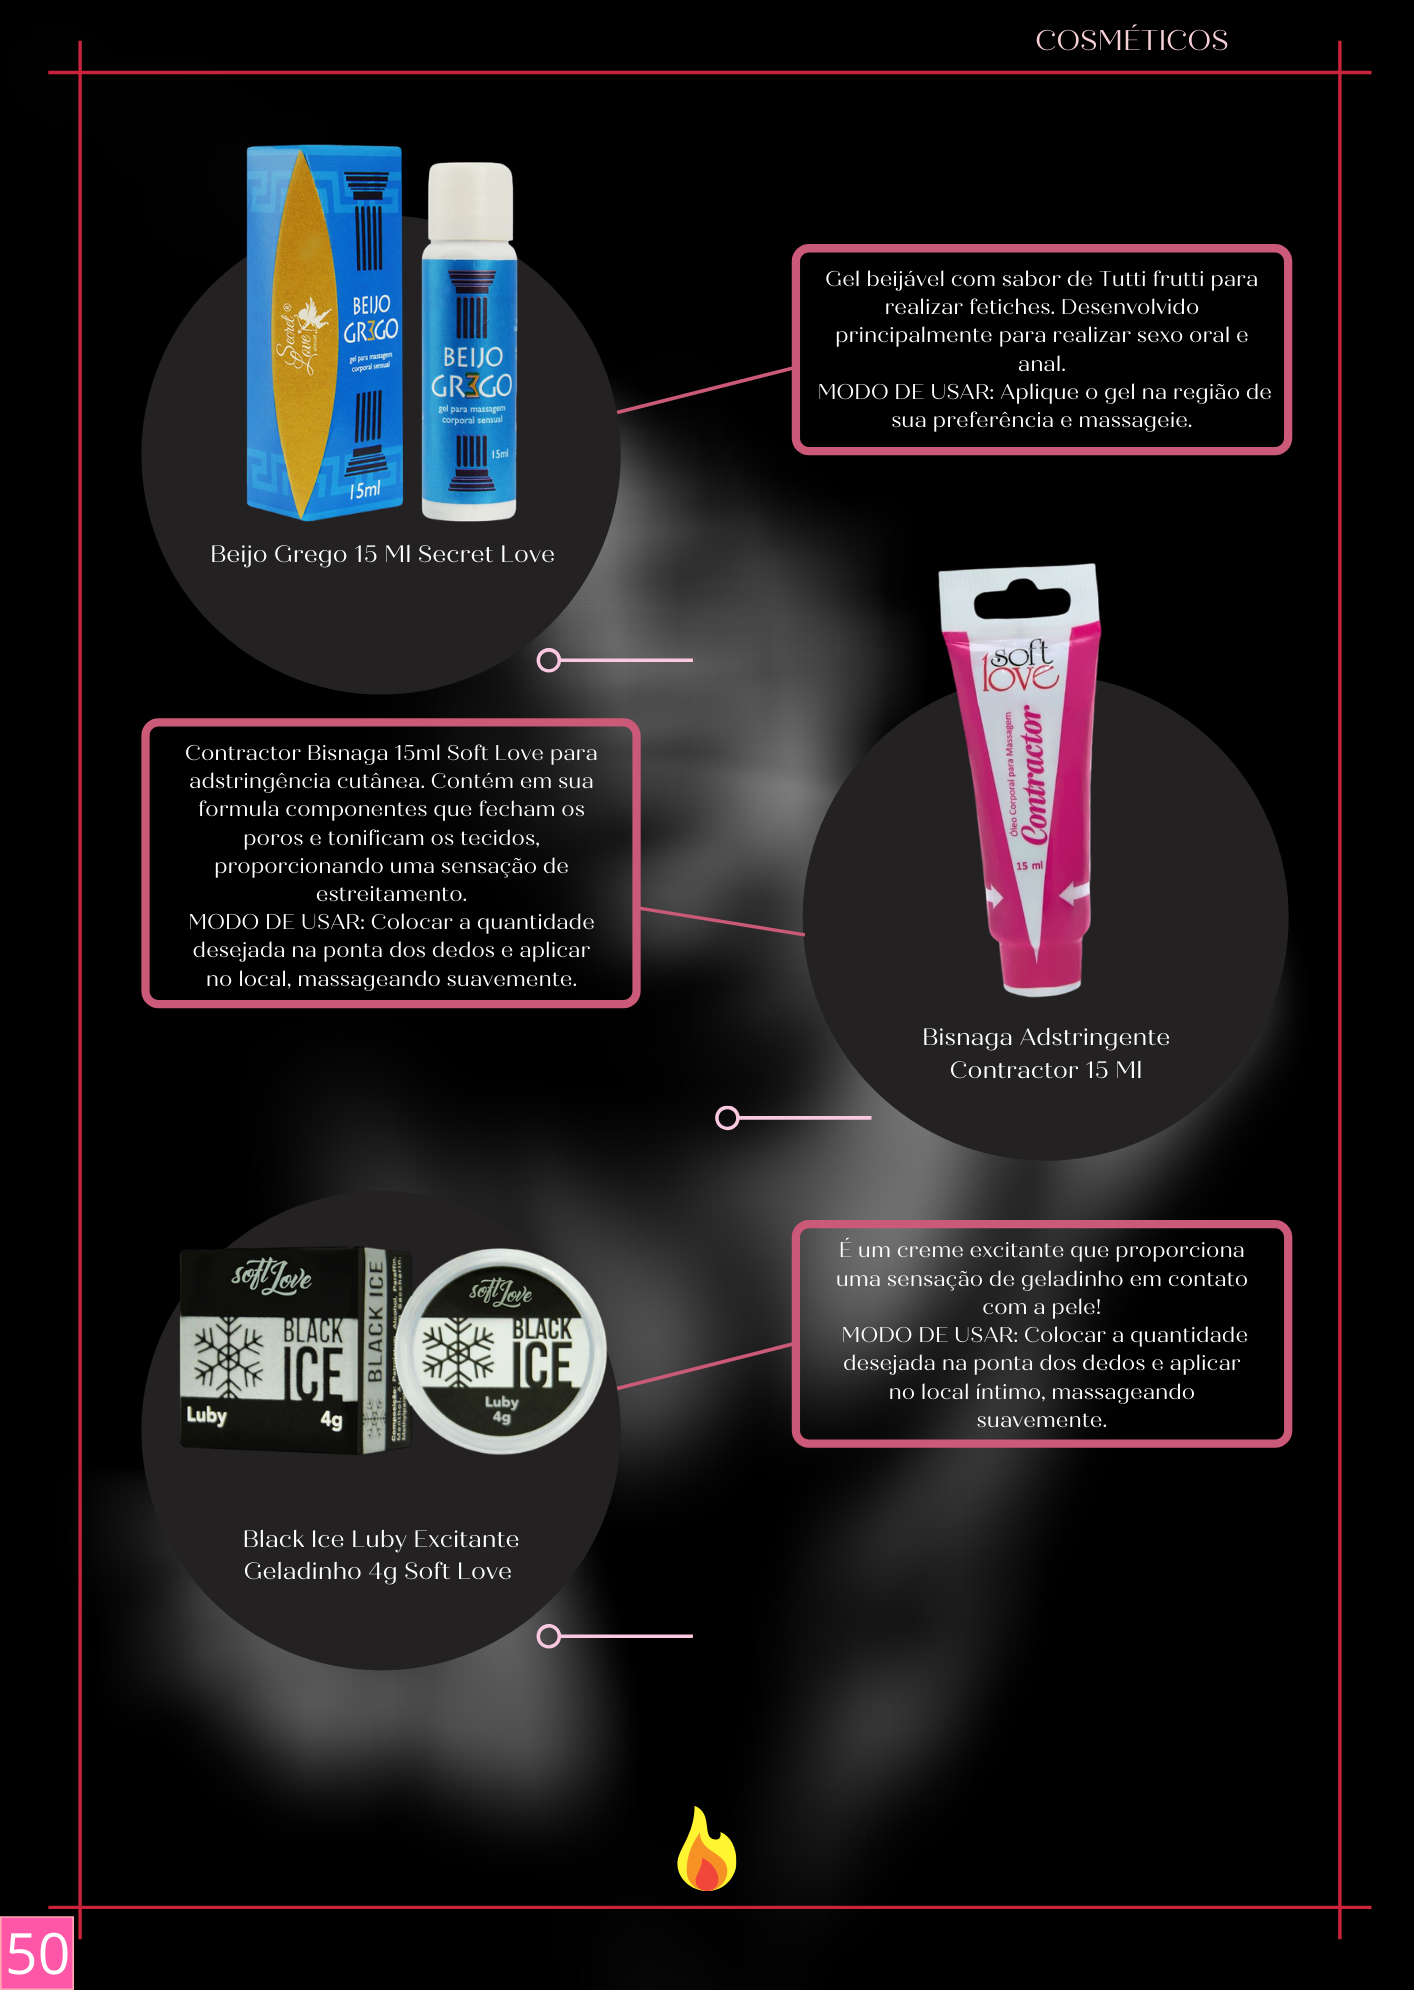 COSMÉTICOS
Secret
Love
BEIJO
GR3GO
gel para massagem
corporal sensual
15ml
BEIJO
GR3GO
gel para massagem
corporal sensual
15ml
Beijo Grego 15 Ml Secret Love
Gel beijável com sabor de Tutti frutti para
realizar fetiches. Desenvolvido
principalmente para realizar sexo oral e
anal.
MODO DE USAR: Aplique o gel na região de
sua preferência e massageie.
soft
love
Óleo Corporal para Massagem
Contractor
15 ml
Bisnaga Adstringente
Contractor 15 Ml
Contractor Bisnaga 15ml Soft Love para
adstringência cutânea. Contém em sua
formula componentes que fecham os
poros e tonificam os tecidos,
proporcionando uma sensação de
estreitamento.
MODO DE USAR: Colocar a quantidade
desejada na ponta dos dedos e aplicar
no local, massageando suavemente.
soft Love
BLACK
ICE
Luby
4g
BLACK ICE
soft Love
BLACK
ICE
Luby
4g
Black Ice Luby Excitante
Geladinho 4g Soft Love
É um creme excitante que proporciona
uma sensação de geladinho em contato
com a pele!
MODO DE USAR: Colocar a quantidade
desejada na ponta dos dedos e aplicar
no local íntimo, massageando
suavemente.
50